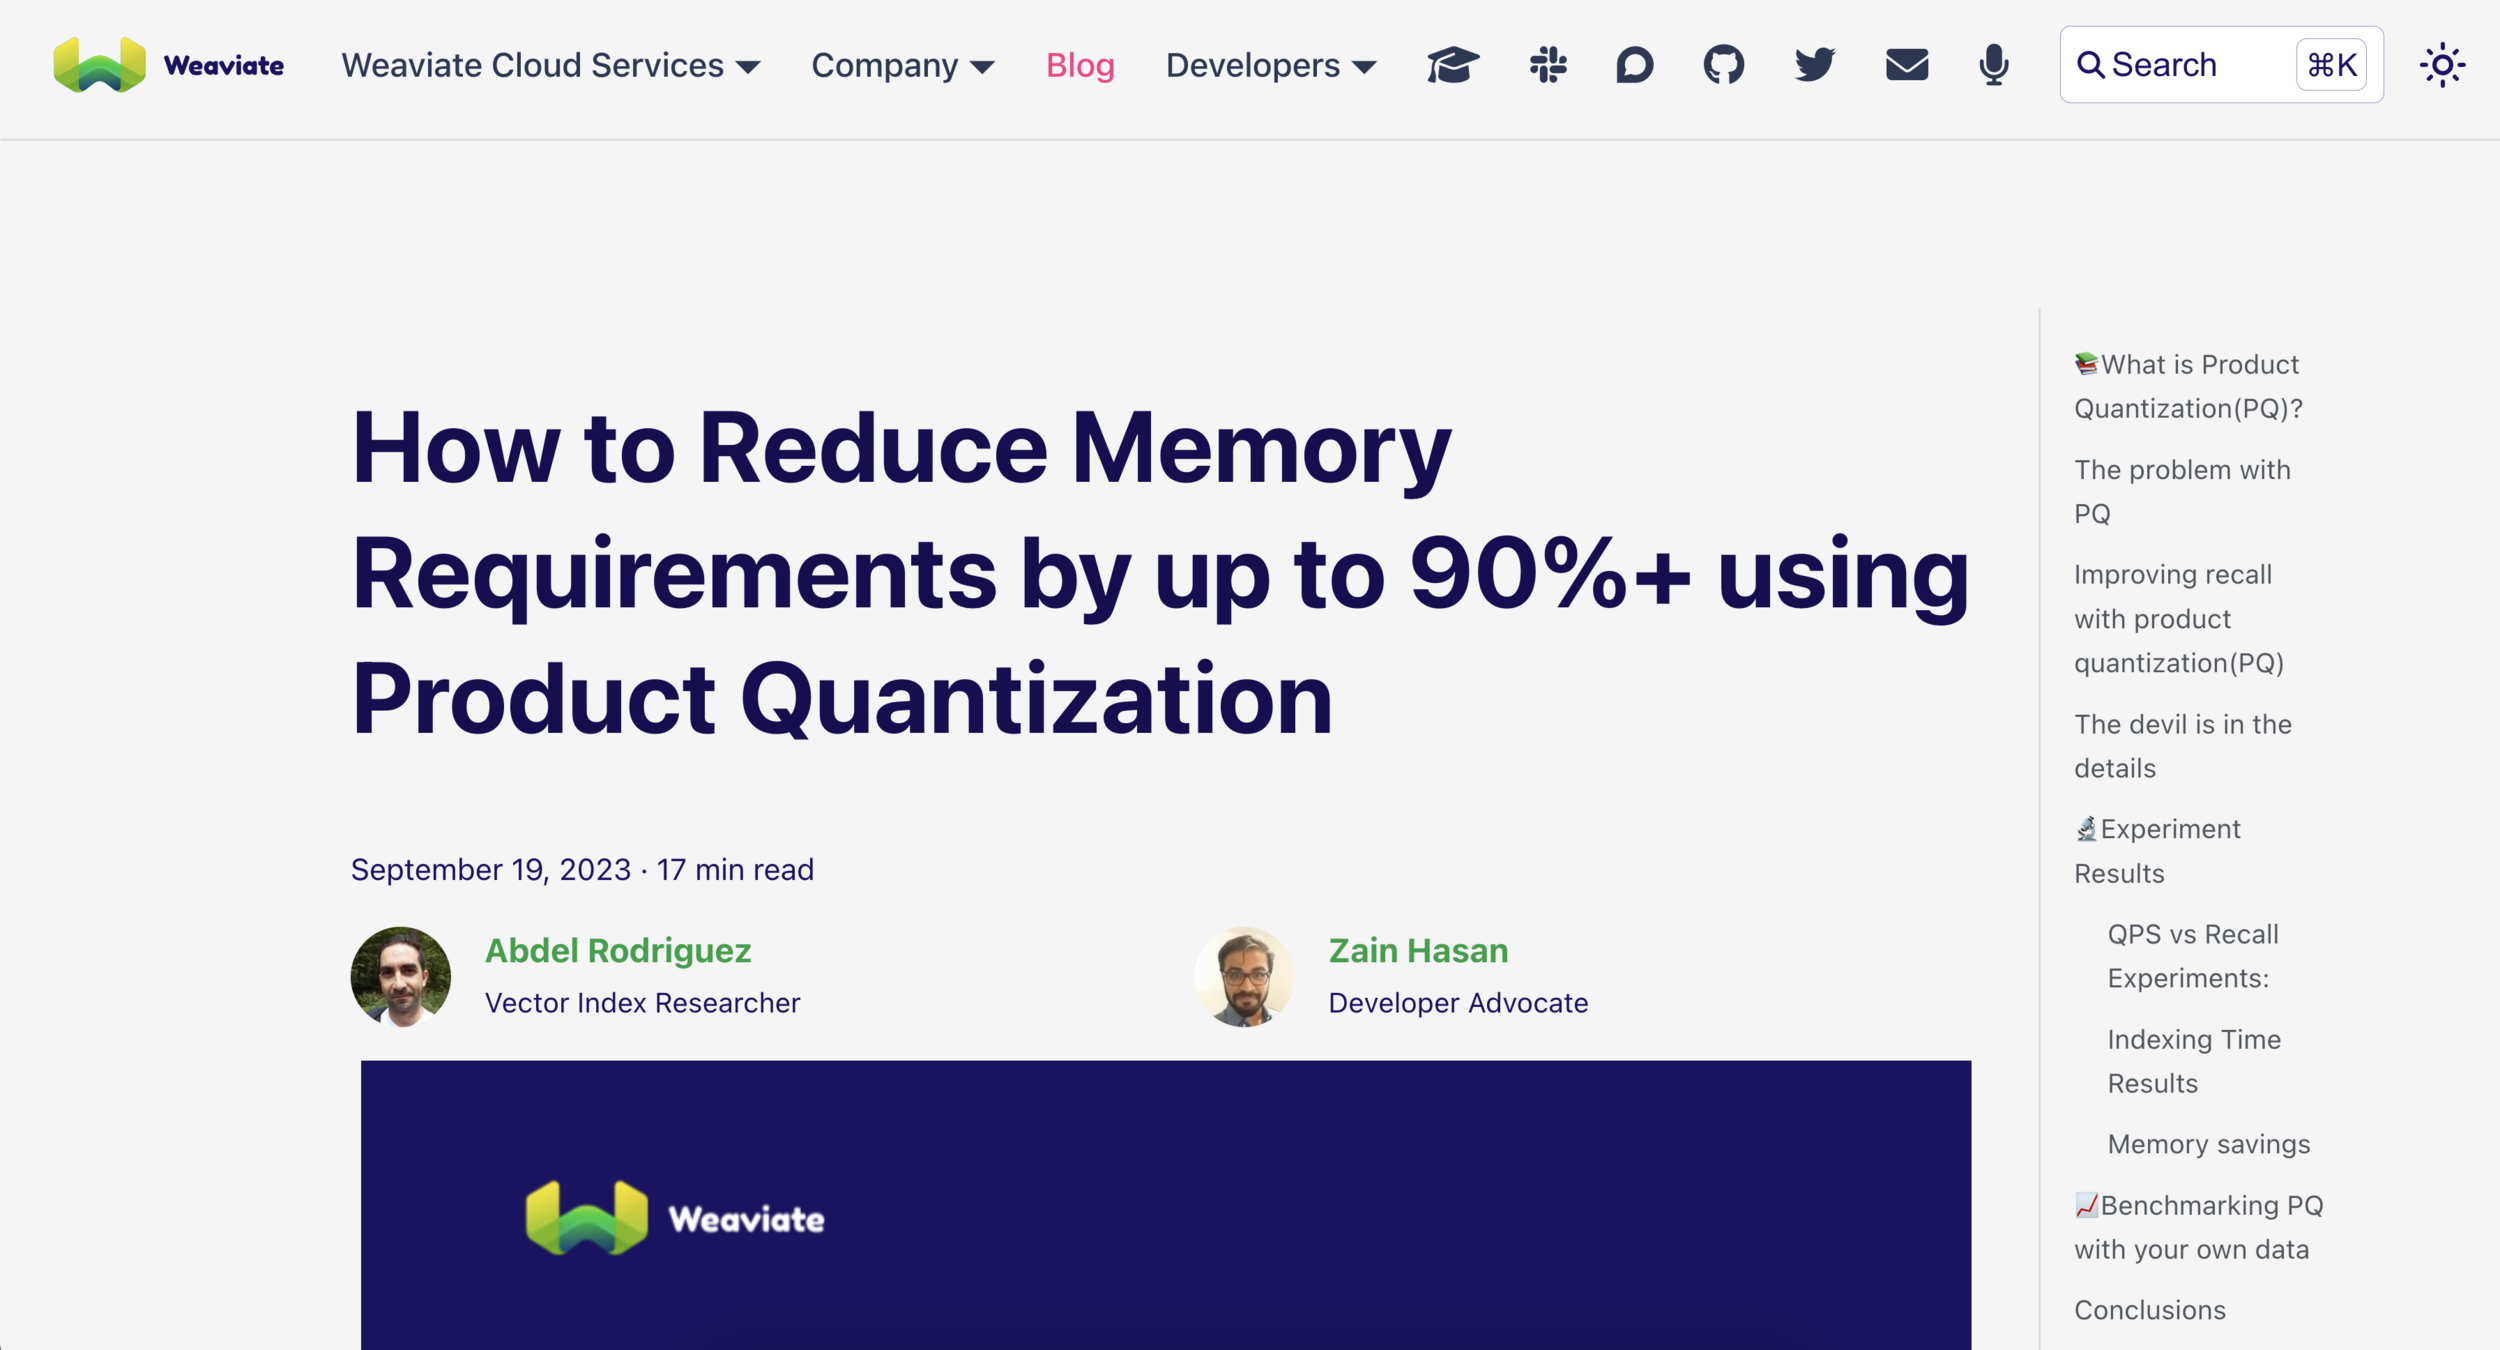 Weaviate
Weaviate Cloud Services
Company
Blog
Developers
Search
⌘K
How to Reduce Memory
Requirements by up to 90%+ using
Product Quantization
September 19, 2023 · 17 min read
Abdel Rodriguez
Vector Index Researcher
Zain Hasan
Developer Advocate
Weaviate
📚What is Product
Quantization(PQ)?
The problem with
PQ
Improving recall
with product
quantization(PQ)
The devil is in the
details
🔬Experiment
Results
QPS vs Recall
Experiments:
Indexing Time
Results
Memory savings
📈Benchmarking PQ
with your own data
Conclusions